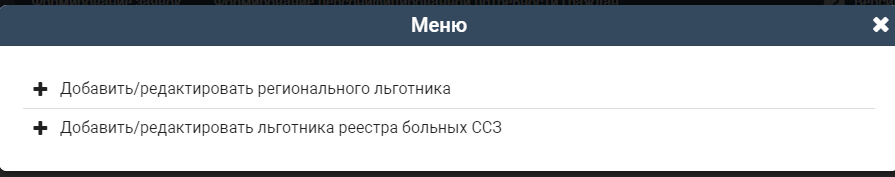 Меню
Добавить/редактировать регионального льготника
Добавить/редактировать льготника реестра больных ССЗ